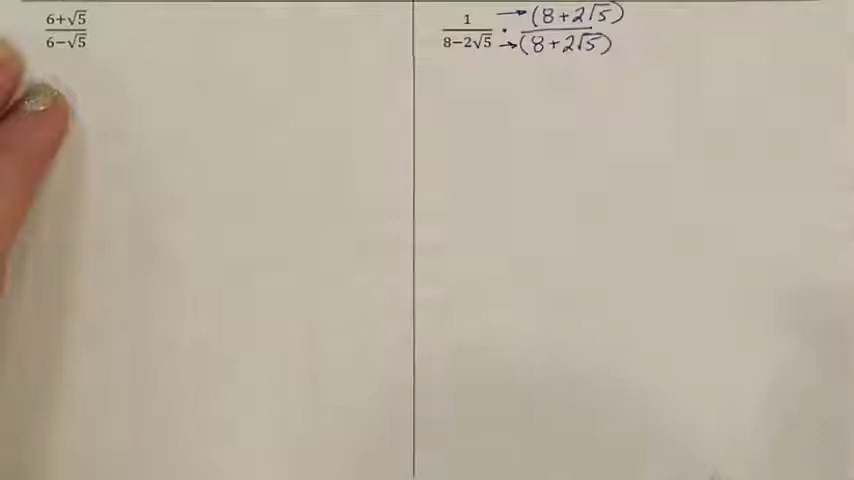 6+√5
6−√5
1 → (8+2√5)
8−2√5 · → (8+2√5)